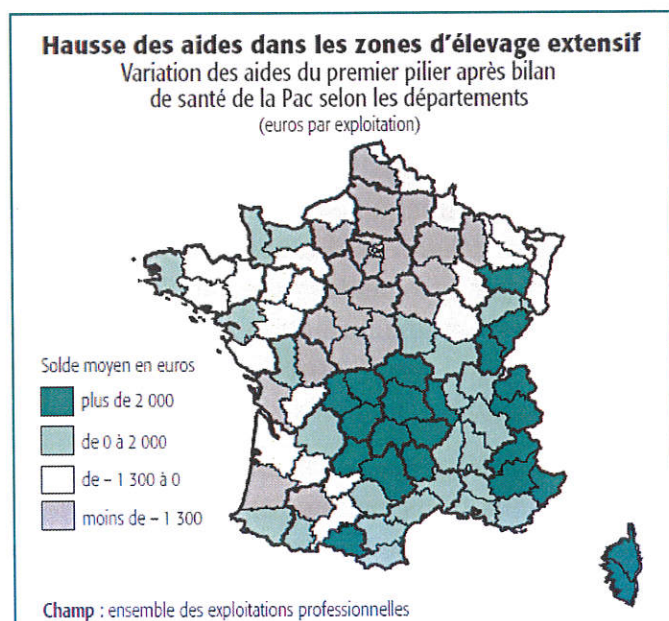 Hausse des aides dans les zones d'élevage extensif
Variation des aides du premier pilier après bilan
de santé de la Pac selon les départements
(euros par exploitation)
Solde moyen en euros
plus de 2 000
de 0 à 2 000
de – 1 300 à 0
moins de – 1 300
Champ : ensemble des exploitations professionnelles